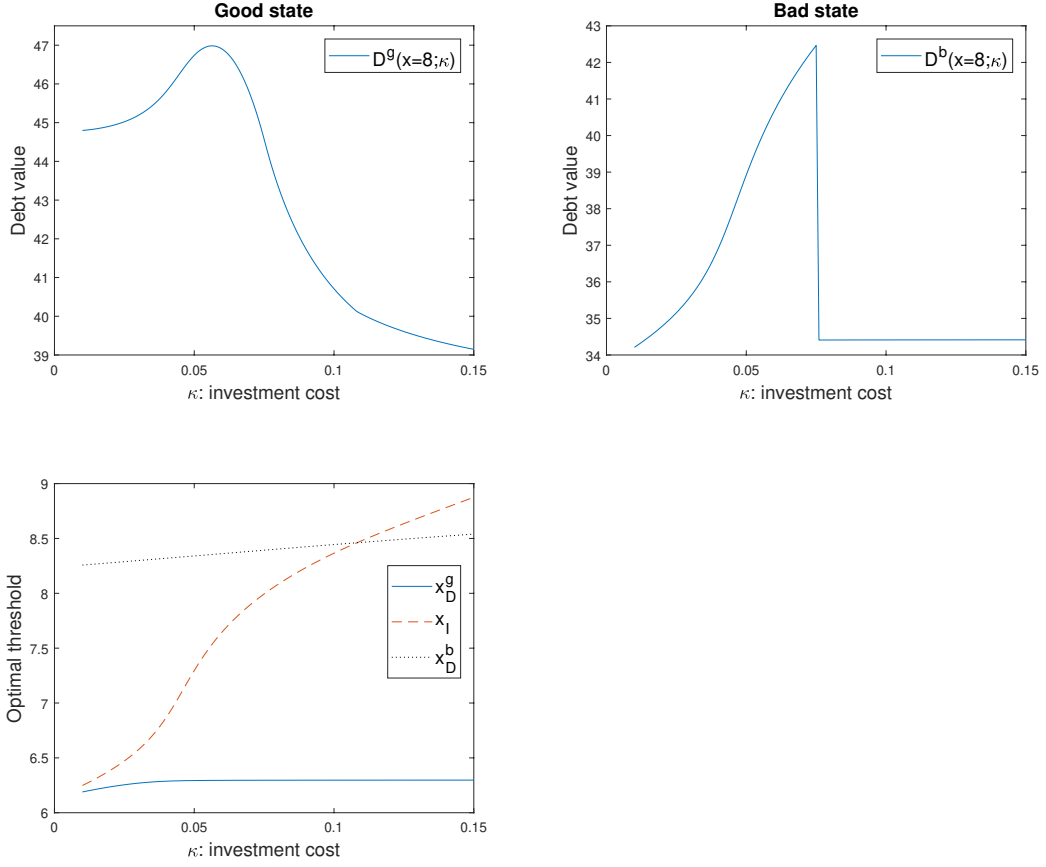 Good state
47
46
45
44
43
42
41
40
39
0
0.05
0.1
0.15
Debt value
κ: investment cost
D^g(x=8;κ)
Bad state
43
42
41
40
39
38
37
36
35
34
0
0.05
0.1
0.15
Debt value
κ: investment cost
D^b(x=8;κ)
9
8.5
8
7.5
7
6.5
6
0
0.05
0.1
0.15
Optimal threshold
κ: investment cost
x_D^g
x_I
x_D^b